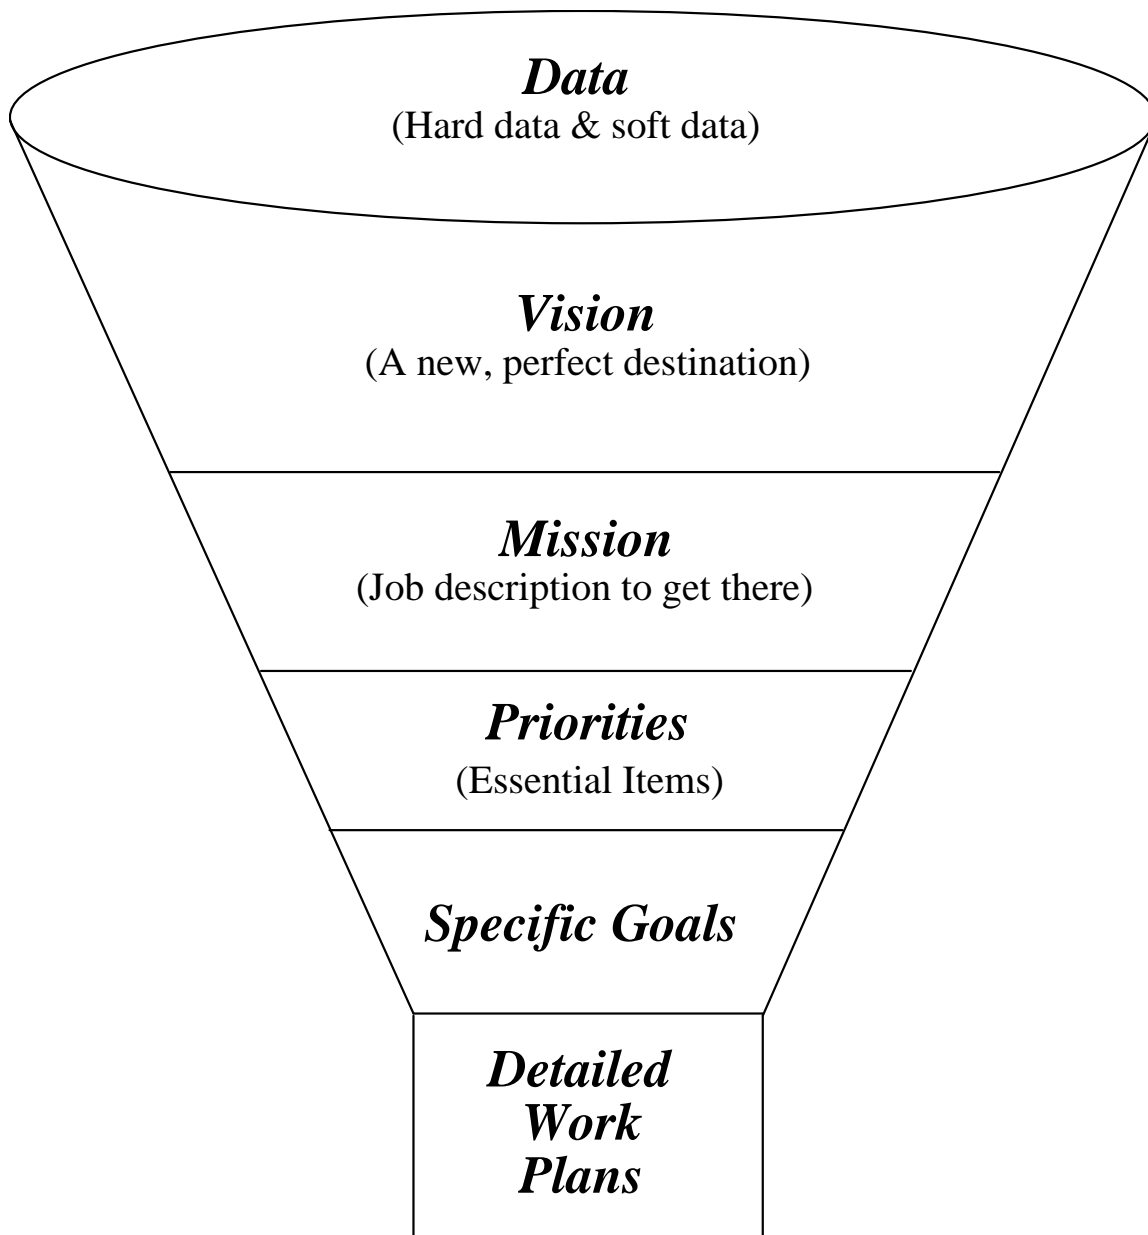 Data
(Hard data & soft data)
Vision
(A new, perfect destination)
Mission
(Job description to get there)
Priorities
(Essential Items)
Specific Goals
Detailed
Work
Plans